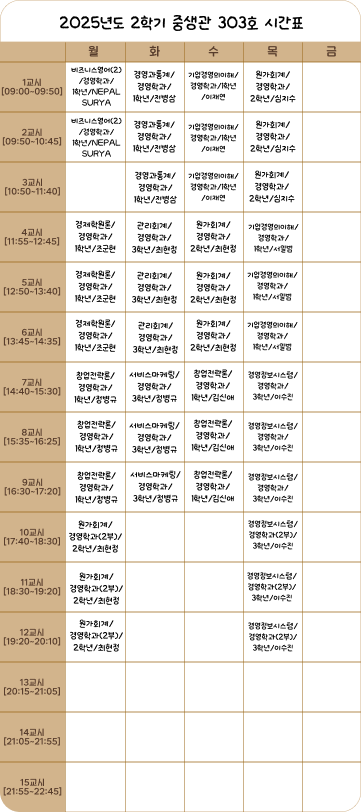 2025년도 2학기 중생관 303호 시간표
월 화 수 목 금
1교시
[09:00~09:50]
비즈니스영어(2)
/경영학과/
1학년/NEPAL
SURYA
경영과통계/
경영학과/
1학년/전병삼
기업경영의이해/
경영학과/1학년
/이재연
원가회계/
경영학과/
2학년/심지수
2교시
[09:50~10:45]
비즈니스영어(2)
/경영학과/
1학년/NEPAL
SURYA
경영과통계/
경영학과/
1학년/전병삼
기업경영의이해/
경영학과/1학년
/이재연
원가회계/
경영학과/
2학년/심지수
3교시
[10:50~11:40]
경영과통계/
경영학과/
1학년/전병삼
기업경영의이해/
경영학과/1학년
/이재연
원가회계/
경영학과/
2학년/심지수
4교시
[11:55~12:45]
경제학원론/
경영학과/
1학년/조군현
관리회계/
경영학과/
3학년/최현정
원가회계/
경영학과/
2학년/최현정
기업경영의이해/
경영학과/
1학년/서일범
5교시
[12:50~13:40]
경제학원론/
경영학과/
1학년/조군현
관리회계/
경영학과/
3학년/최현정
원가회계/
경영학과/
2학년/최현정
기업경영의이해/
경영학과/
1학년/서일범
6교시
[13:45~14:35]
경제학원론/
경영학과/
1학년/조군현
관리회계/
경영학과/
3학년/최현정
원가회계/
경영학과/
2학년/최현정
기업경영의이해/
경영학과/
1학년/서일범
7교시
[14:40~15:30]
창업전략론/
경영학과/
1학년/정병규
서비스마케팅/
경영학과/
3학년/정병규
창업전략론/
경영학과/
1학년/김신애
경영정보시스템/
경영학과/
3학년/이수진
8교시
[15:35~16:25]
창업전략론/
경영학과/
1학년/정병규
서비스마케팅/
경영학과/
3학년/정병규
창업전략론/
경영학과/
1학년/김신애
경영정보시스템/
경영학과/
3학년/이수진
9교시
[16:30~17:20]
창업전략론/
경영학과/
1학년/정병규
서비스마케팅/
경영학과/
3학년/정병규
창업전략론/
경영학과/
1학년/김신애
경영정보시스템/
경영학과/
3학년/이수진
10교시
[17:40~18:30]
원가회계/
경영학과(2부)/
2학년/최현정
경영정보시스템/
경영학과(2부)/
3학년/이수진
11교시
[18:30~19:20]
원가회계/
경영학과(2부)/
2학년/최현정
경영정보시스템/
경영학과(2부)/
3학년/이수진
12교시
[19:20~20:10]
원가회계/
경영학과(2부)/
2학년/최현정
경영정보시스템/
경영학과(2부)/
3학년/이수진
13교시
[20:15~21:05]
14교시
[21:05~21:55]
15교시
[21:55~22:45]